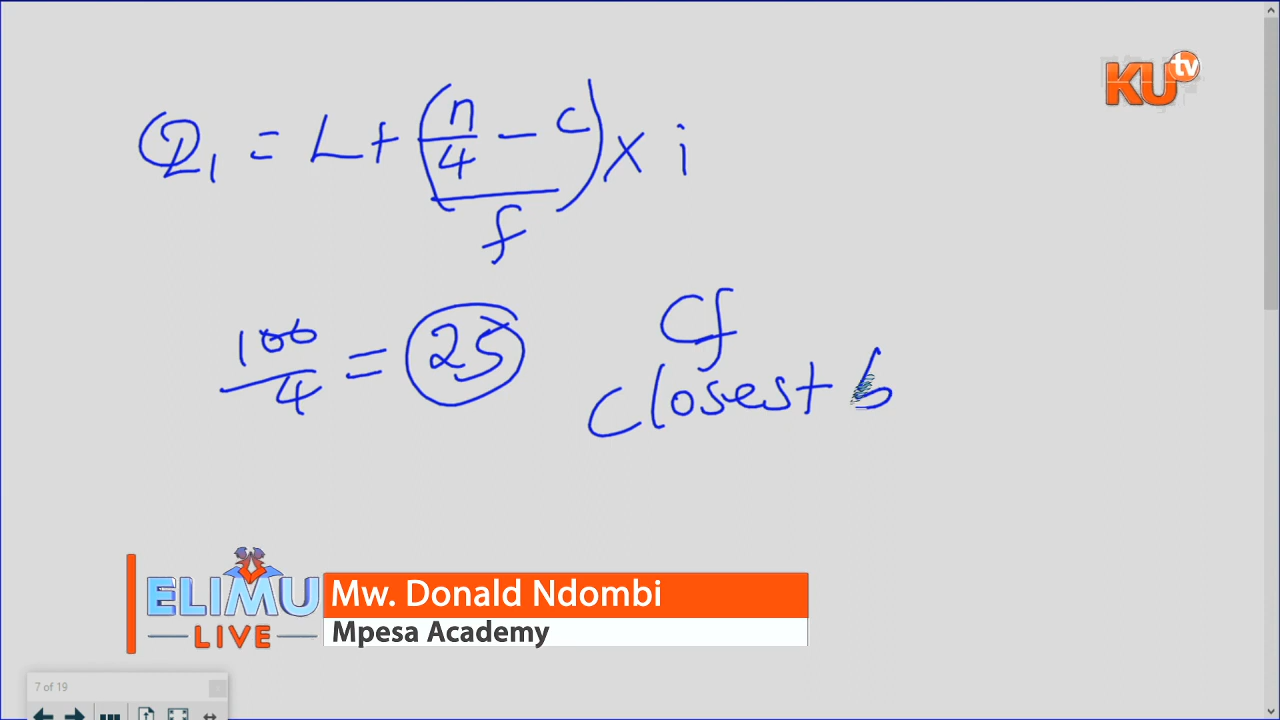 KU tv
Q₁ = L + (n/4 - c / f) × i
100/4 = 25
Cf
closest b
ELIMU
LIVE
Mw. Donald Ndombi
Mpesa Academy
7 of 19